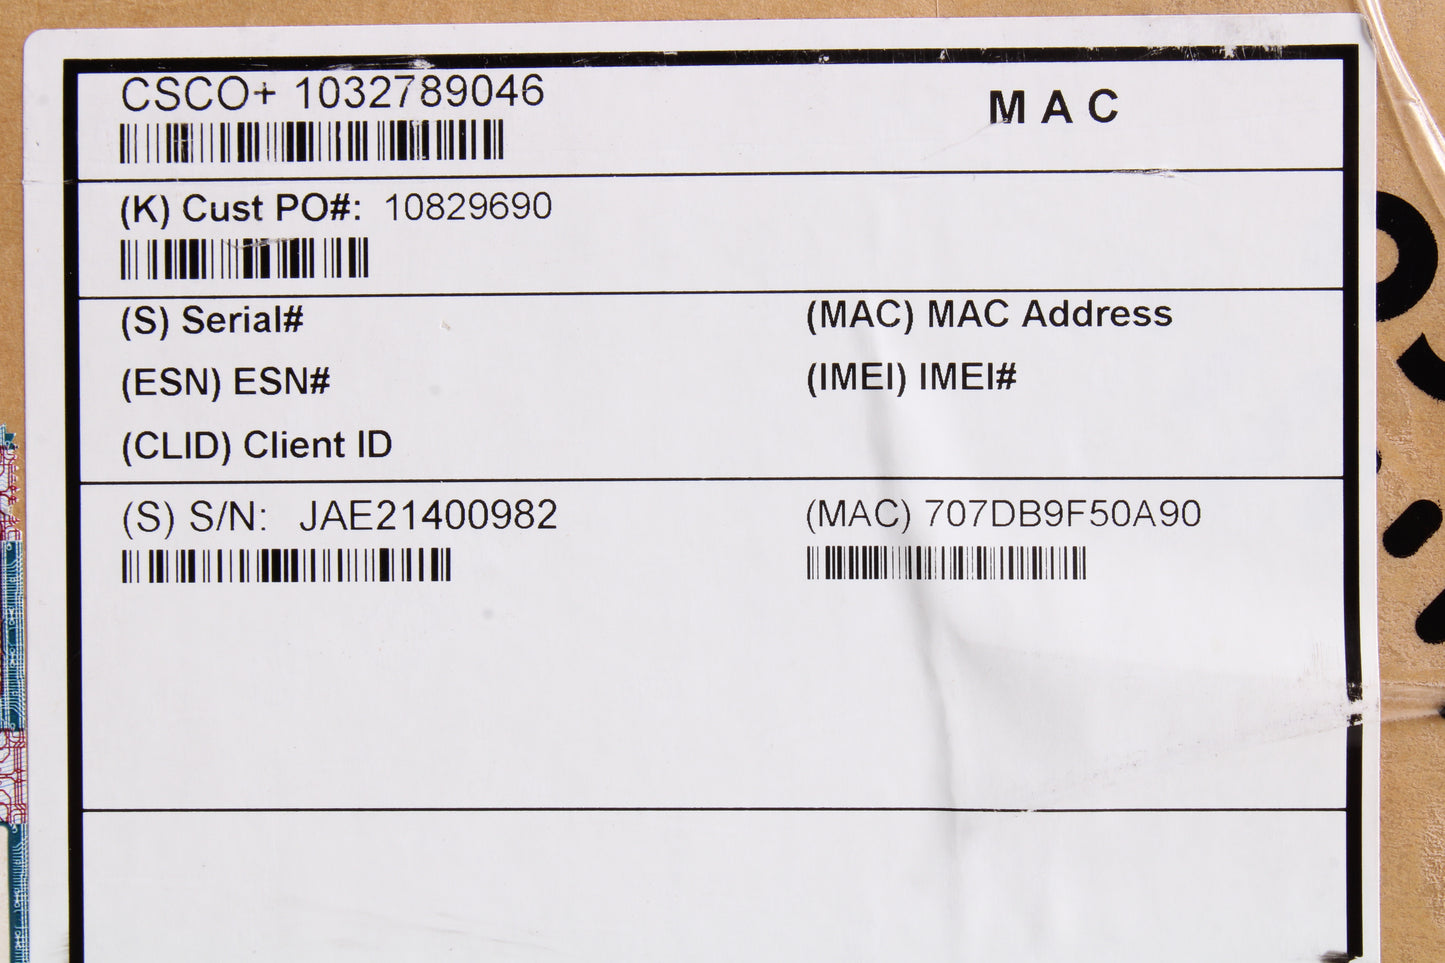 CSCO+ 1032789046
M A C
(K) Cust PO#: 10829690
(S) Serial#
(MAC) MAC Address
(ESN) ESN#
(IMEI) IMEI#
(CLID) Client ID
(S) S/N: JAE21400982
(MAC) 707DB9F50A90